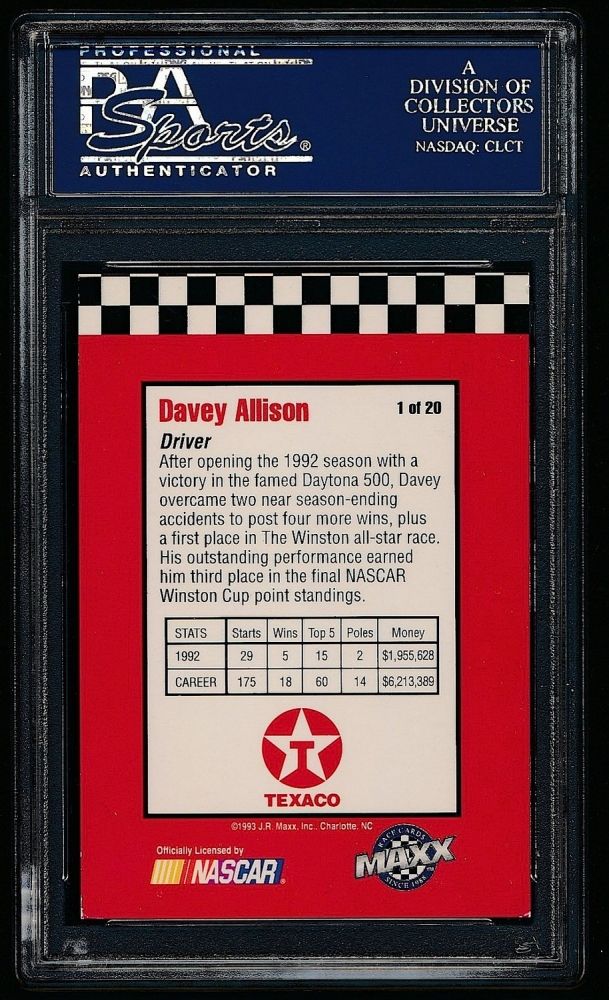 PROFESSIONAL
PSA
Sports®
AUTHENTICATOR
A
DIVISION OF
COLLECTORS
UNIVERSE
NASDAQ: CLCT
Davey Allison 1 of 20
Driver
After opening the 1992 season with a
victory in the famed Daytona 500, Davey
overcame two near season-ending
accidents to post four more wins, plus
a first place in The Winston all-star race.
His outstanding performance earned
him third place in the final NASCAR
Winston Cup point standings.
STATS Starts Wins Top 5 Poles Money
1992 29 5 15 2 $1,955,628
CAREER 175 18 60 14 $6,213,389
T
TEXACO
©1993 J.R. Maxx, Inc., Charlotte, NC
Officially Licensed by
NASCAR®
RACE CARDS
MAXX
SINCE 1988